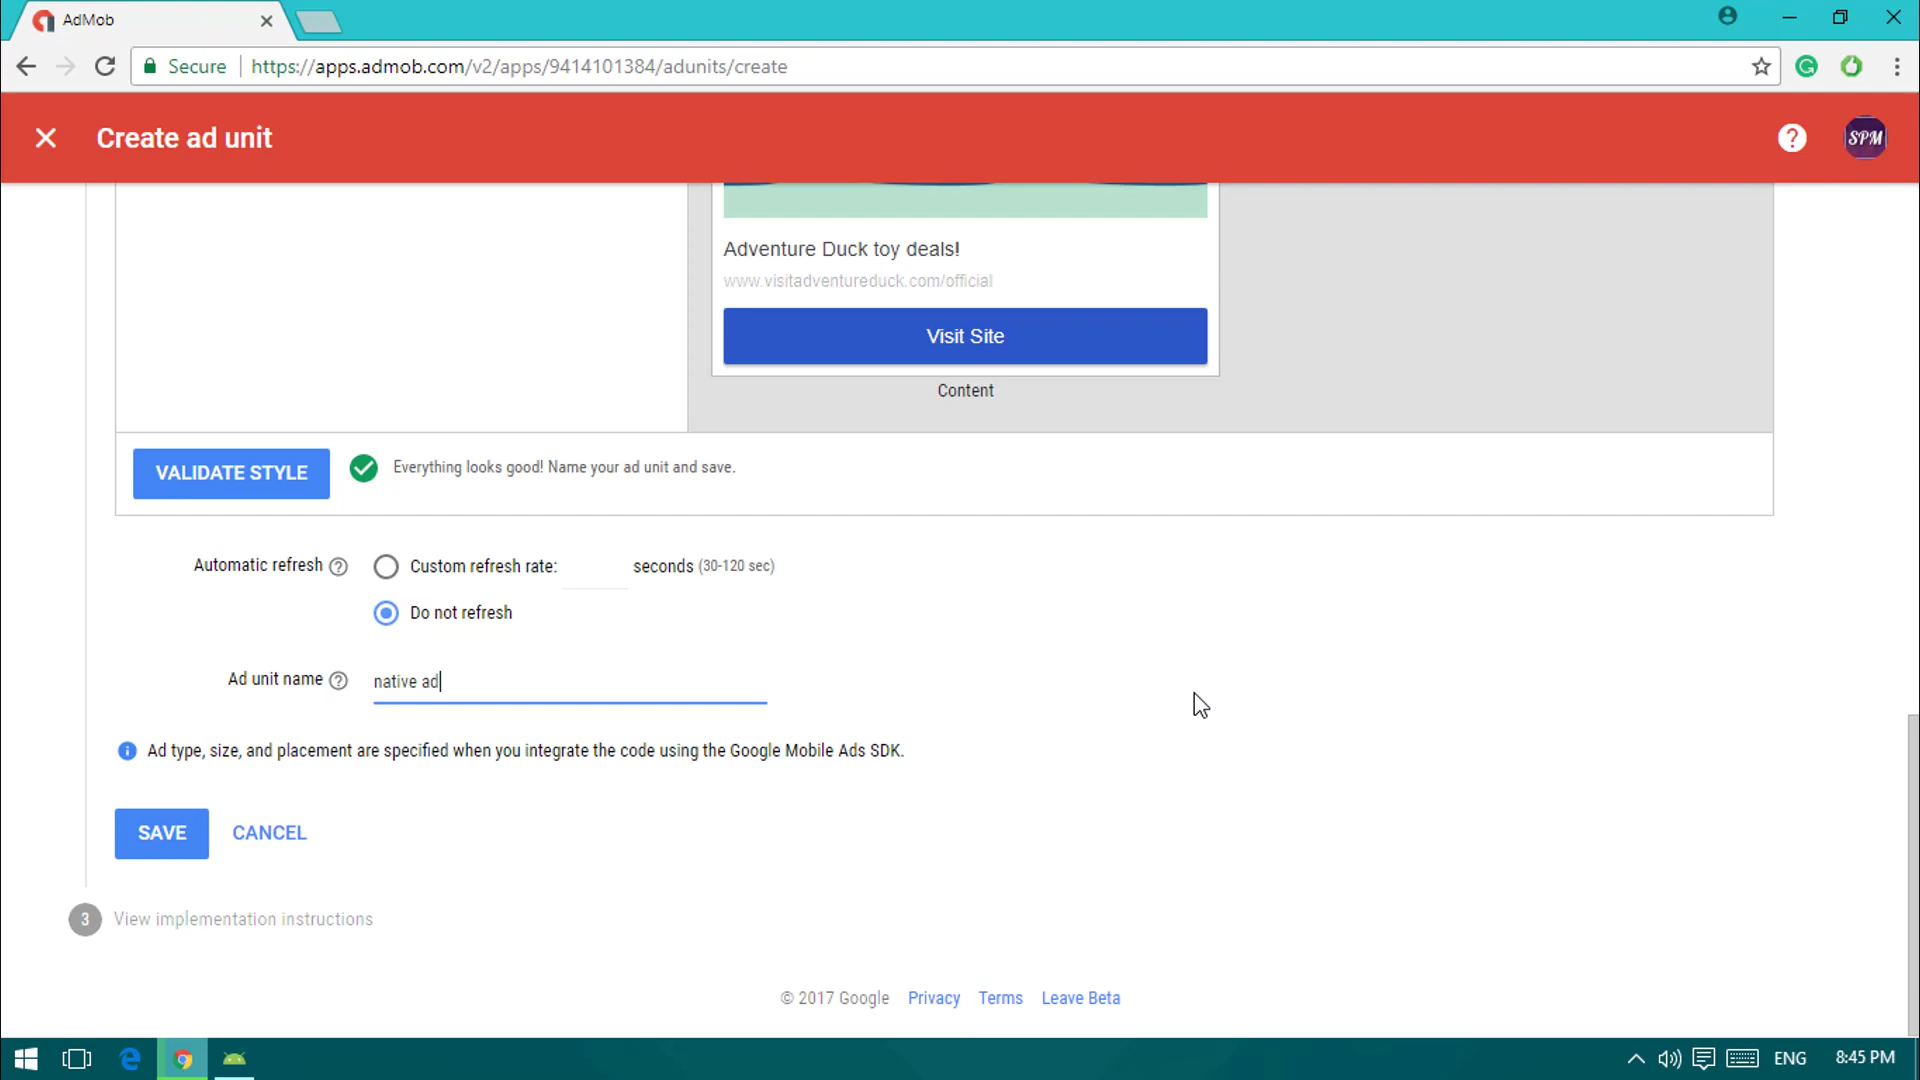 AdMob
Secure
https://apps.admob.com/v2/apps/9414101384/adunits/create
Create ad unit
?
SPM
Adventure Duck toy deals!
www.visitadventureduck.com/official
Visit Site
Content
VALIDATE STYLE
Everything looks good! Name your ad unit and save.
Automatic refresh ? Custom refresh rate: seconds (30-120 sec)
Do not refresh
Ad unit name ? native ad
Ad type, size, and placement are specified when you integrate the code using the Google Mobile Ads SDK.
SAVE CANCEL
3 View implementation instructions
© 2017 Google Privacy Terms Leave Beta
ENG 8:45 PM